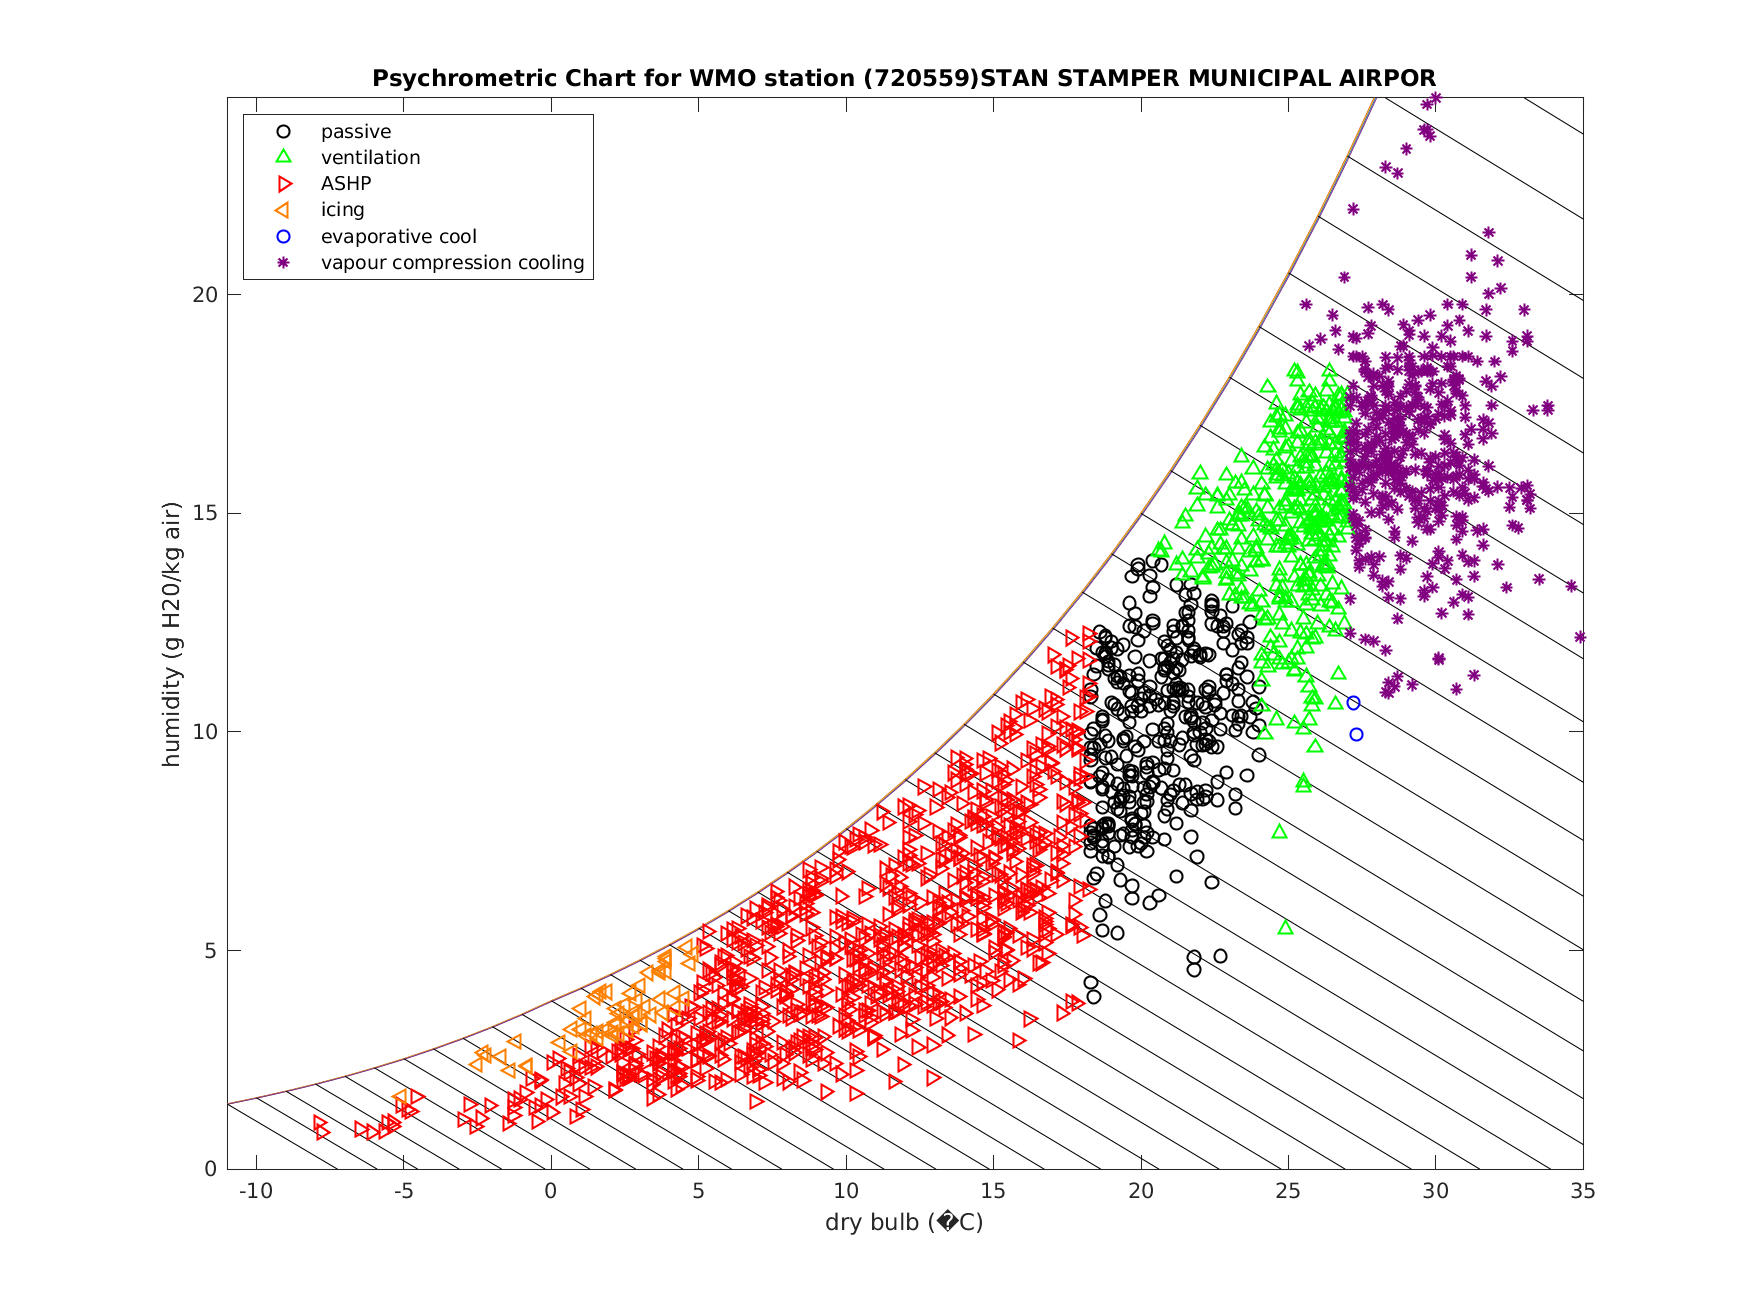 Psychrometric Chart for WMO station (720559)STAN STAMPER MUNICIPAL AIRPOR
passive
ventilation
ASHP
icing
evaporative cool
vapour compression cooling
humidity (g H20/kg air)
20
15
10
5
0
-10 -5 0 5 10 15 20 25 30 35
dry bulb (�C)